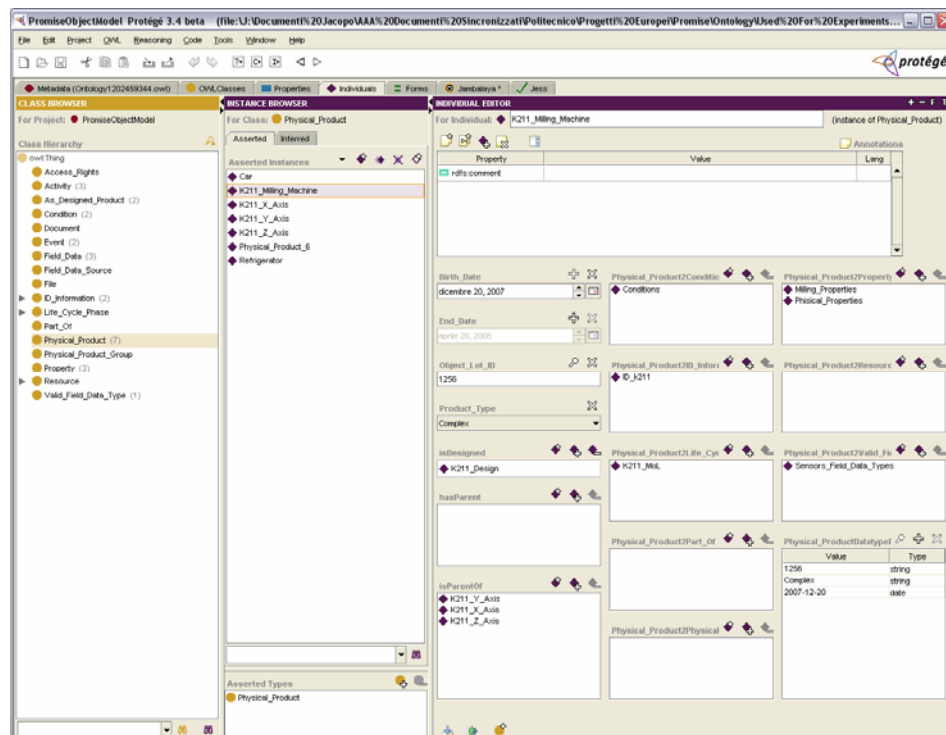 PromiseObjectModel Protégé 3.4 beta (file:\J:\Documenti%20Jacopo\AAA%20Documenti%20Sincronizzati\Politecnico\Progetti%20Europei\Promise\Ontology\Used%20For%20Experiments...
File Edit Project OWL Reasoning Code Tools Window Help
protégé
Metadata (Ontology1202459344.owl) OWLClasses Properties Individuals Forms Jambalaya * Jess
CLASS BROWSER
For Project: PromiseObjectModel
Class Hierarchy
owl:Thing
Access_Rights
Activity (3)
As_Designed_Product (2)
Condition (2)
Document
Event (2)
Field_Data (3)
Field_Data_Source
File
ID_Information (2)
Life_Cycle_Phase
Part_Of
Physical_Product (7)
Physical_Product_Group
Property (3)
Resource
Valid_Field_Data_Type (1)
INSTANCE BROWSER
For Class: Physical_Product
Asserted Inferred
Asserted Instances
Car
K211_Milling_Machine
K211_X_Axis
K211_Y_Axis
K211_Z_Axis
Physical_Product_6
Refrigerator
Asserted Types
Physical_Product
INDIVIDUAL EDITOR
For Individual: K211_Milling_Machine (instance of Physical_Product)
Annotations
Property Value Lang
rdfs:comment
Birth_Date
dicembre 20, 2007
End_Date
aprile 20, 2008
Object_Lot_ID
1256
Product_Type
Complex
isDesigned
K211_Design
hasParent
isParentOf
K211_Y_Axis
K211_X_Axis
K211_Z_Axis
Physical_Product2Conditic
Conditions
Physical_Product2ID_Inforr
ID_k211
Physical_Product2Life_Cyc
K211_MoL
Physical_Product2Part_Of
Physical_Product2Physical
Physical_Product2Property
Milling_Properties
Phisical_Properties
Physical_Product2Resourc
Physical_Product2Valid_Fie
Sensors_Field_Data_Types
Physical_ProductDatatypeI
Value Type
1256 string
Complex string
2007-12-20 date